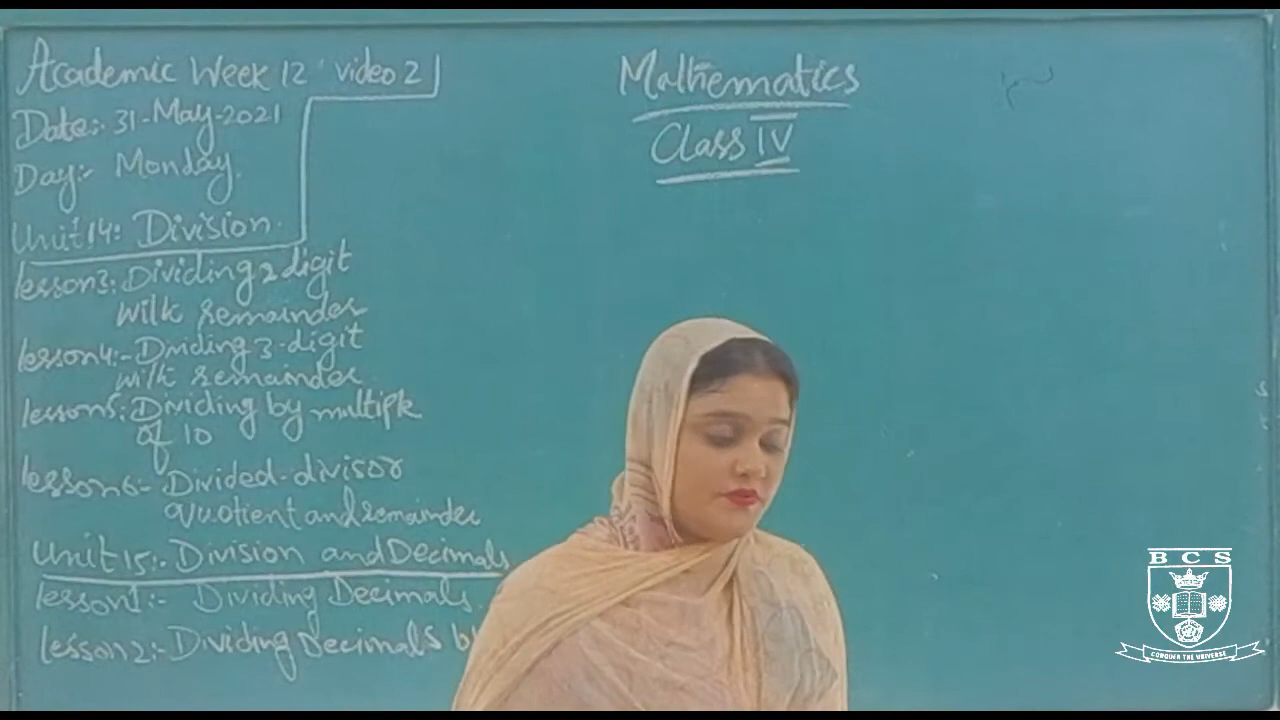 Academic Week 12 video 2
Date:- 31-May-2021
Day:- Monday.
Unit 14: Division.
lesson3: Dividing 2 digit
with remainder
lesson4:- Dividing 3-digit
with remainder
lesson5: Dividing by multiple
of 10
lesson6:- Divided-divisor
quotient and remainder
Unit 15:- Division and Decimals
lesson1:- Dividing Decimals.
lesson2:- Dividing Decimals
Mathematics
Class IV
BCS
CONQUER THE UNIVERSE